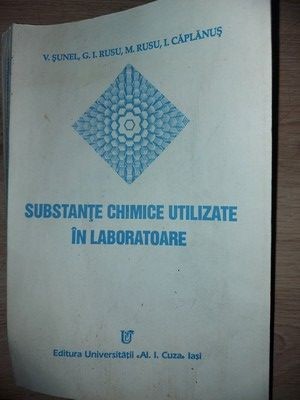 V. ŞUNEL, G. I. RUSU, M. RUSU, I. CĂPLĂNUŞ
SUBSTANŢE CHIMICE UTILIZATE
ÎN LABORATOARE
Editura Universităţii «Al. I. Cuza» Iaşi